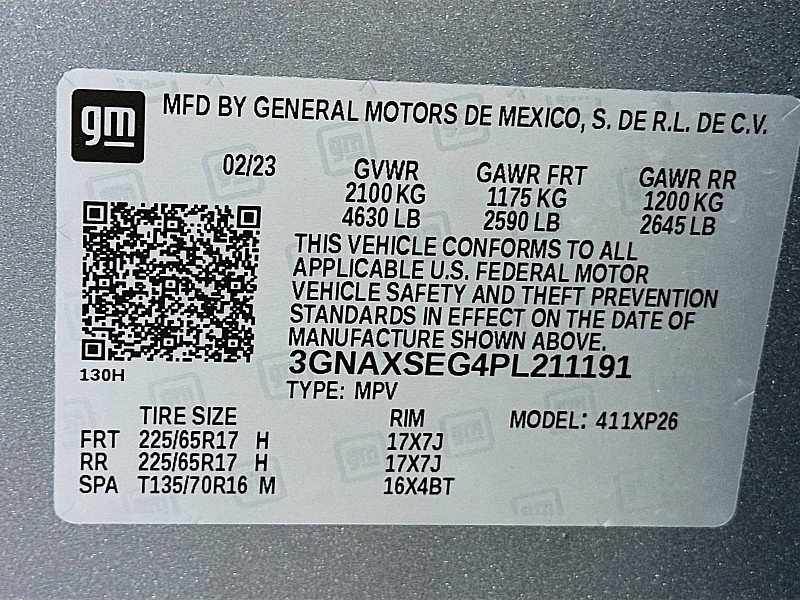 gm MFD BY GENERAL MOTORS DE MEXICO, S. DE R.L. DE C.V.
02/23 GVWR GAWR FRT GAWR RR
2100 KG 1175 KG 1200 KG
4630 LB 2590 LB 2645 LB
THIS VEHICLE CONFORMS TO ALL
APPLICABLE U.S. FEDERAL MOTOR
VEHICLE SAFETY AND THEFT PREVENTION
STANDARDS IN EFFECT ON THE DATE OF
MANUFACTURE SHOWN ABOVE.
3GNAXSEG4PL211191
130H
TYPE: MPV
TIRE SIZE RIM MODEL: 411XP26
FRT 225/65R17 H 17X7J
RR 225/65R17 H 17X7J
SPA T135/70R16 M 16X4BT